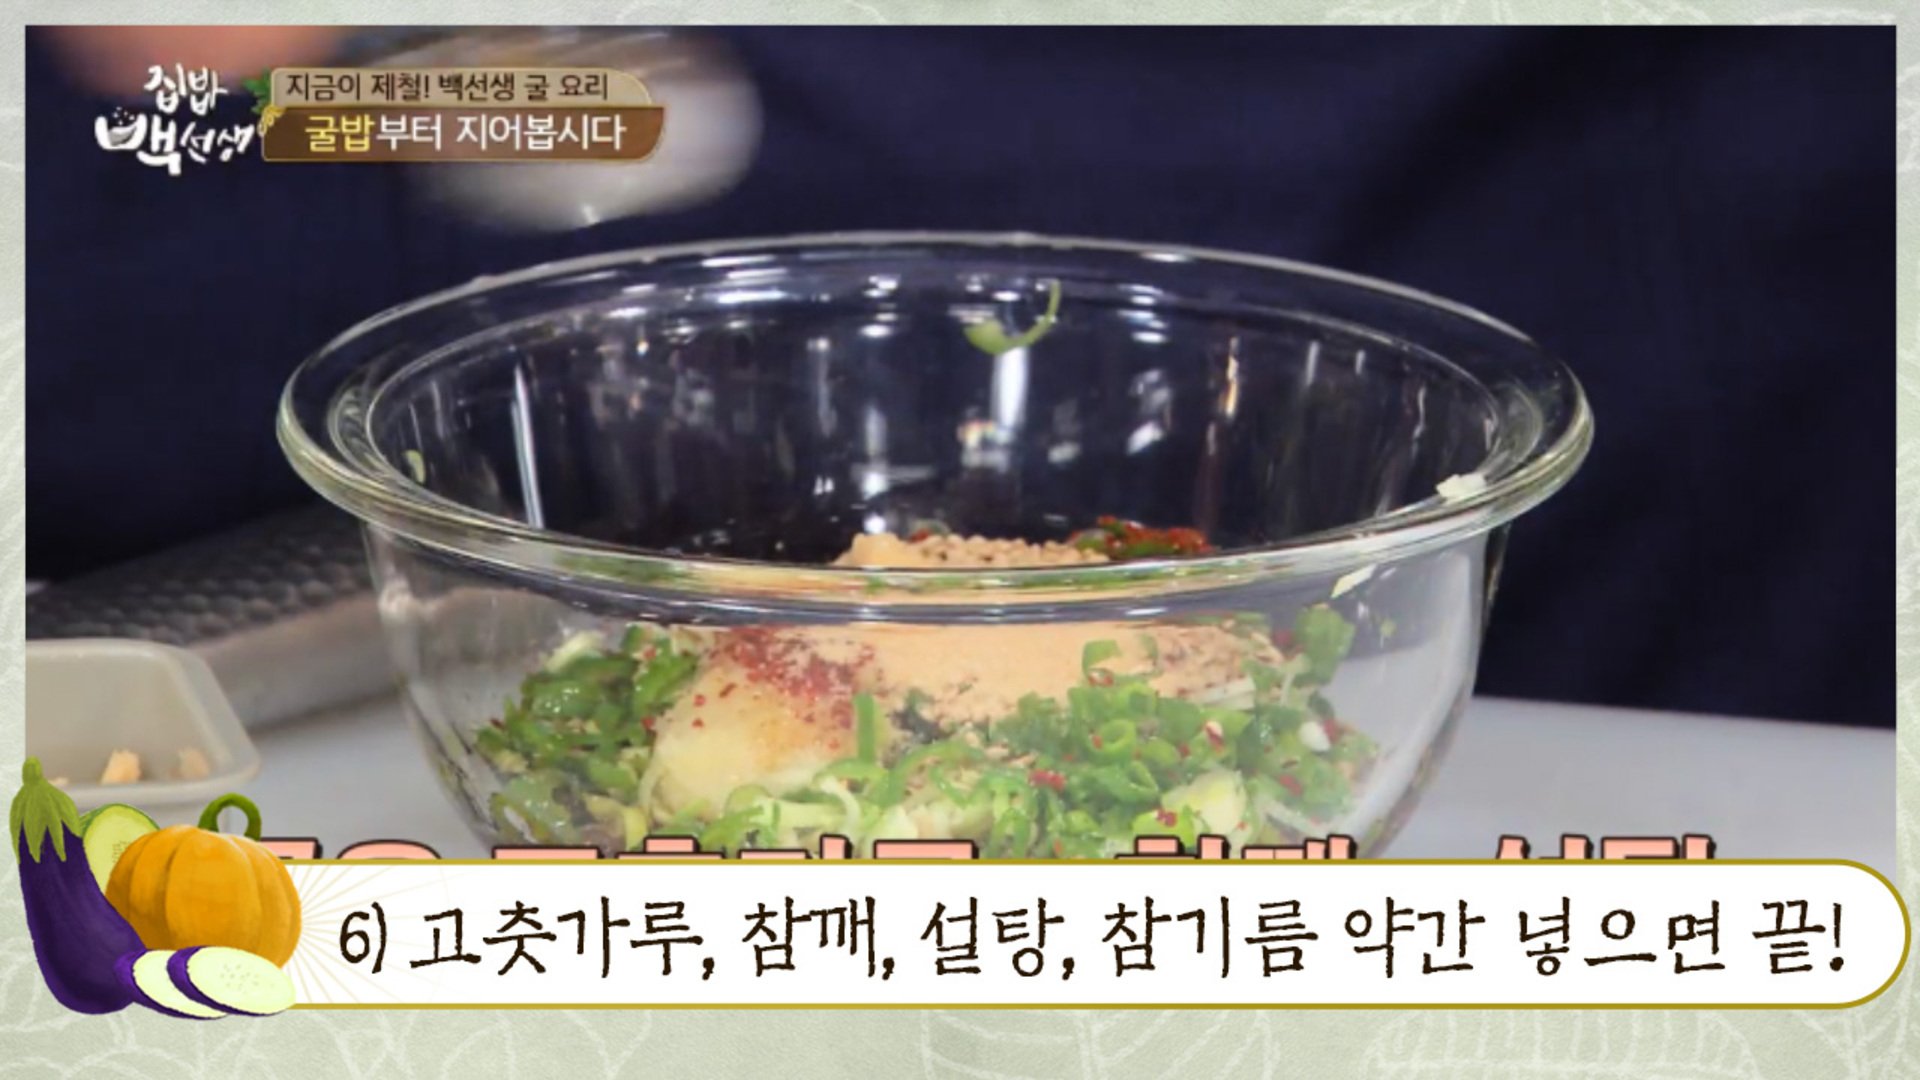 집밥
백선생
지금이 제철! 백선생 굴 요리
굴밥부터 지어봅시다
6) 고춧가루, 참깨, 설탕, 참기름 약간 넣으면 끝!